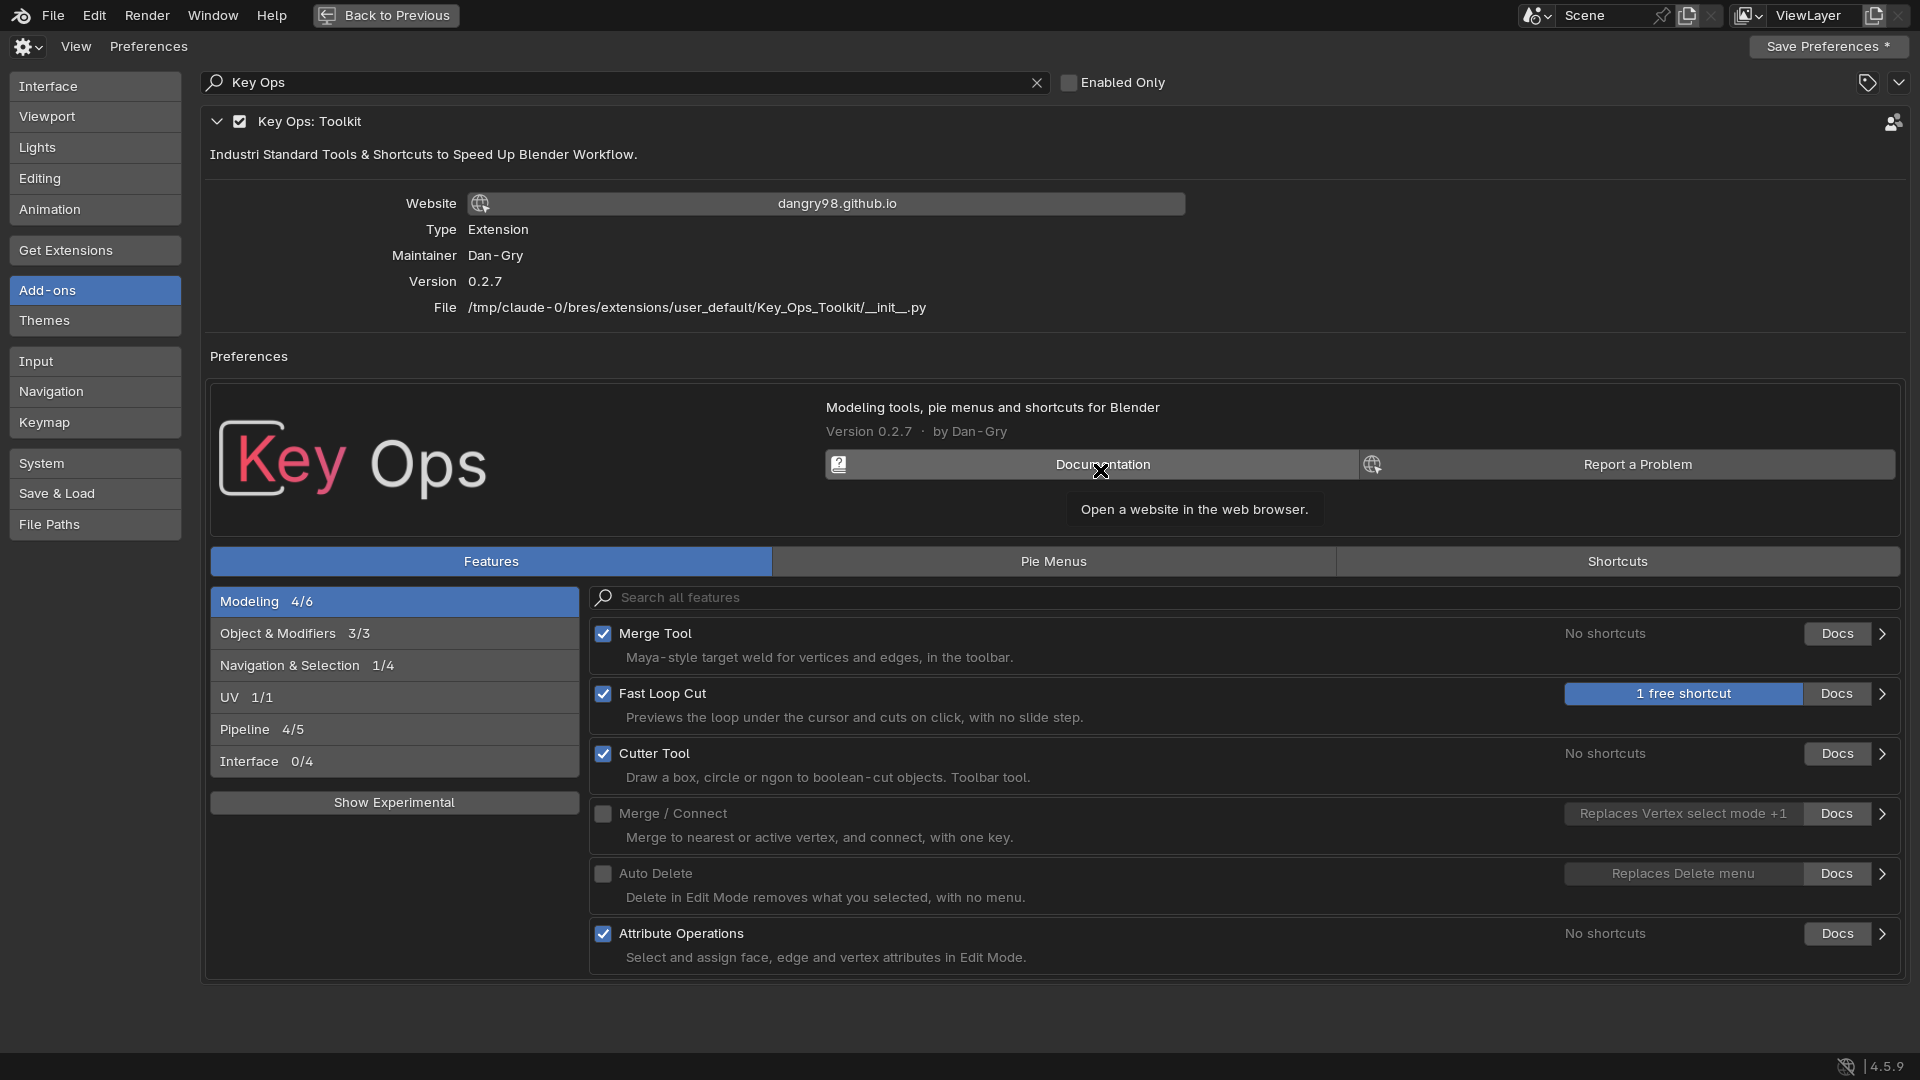 File Edit Render Window Help Back to Previous Scene ViewLayer
View Preferences Save Preferences *
Interface
Viewport
Lights
Editing
Animation
Get Extensions
Add-ons
Themes
Input
Navigation
Keymap
System
Save & Load
File Paths
Key Ops Enabled Only
Key Ops: Toolkit
Industri Standard Tools & Shortcuts to Speed Up Blender Workflow.
Website dangry98.github.io
Type Extension
Maintainer Dan-Gry
Version 0.2.7
File /tmp/claude-0/bres/extensions/user_default/Key_Ops_Toolkit/__init__.py
Preferences
Key Ops
Modeling tools, pie menus and shortcuts for Blender
Version 0.2.7 · by Dan-Gry
Documentation Report a Problem
Open a website in the web browser.
Features Pie Menus Shortcuts
Modeling 4/6
Object & Modifiers 3/3
Navigation & Selection 1/4
UV 1/1
Pipeline 4/5
Interface 0/4
Show Experimental
Search all features
Merge Tool No shortcuts Docs
Maya-style target weld for vertices and edges, in the toolbar.
Fast Loop Cut 1 free shortcut Docs
Previews the loop under the cursor and cuts on click, with no slide step.
Cutter Tool No shortcuts Docs
Draw a box, circle or ngon to boolean-cut objects. Toolbar tool.
Merge / Connect Replaces Vertex select mode +1 Docs
Merge to nearest or active vertex, and connect, with one key.
Auto Delete Replaces Delete menu Docs
Delete in Edit Mode removes what you selected, with no menu.
Attribute Operations No shortcuts Docs
Select and assign face, edge and vertex attributes in Edit Mode.
4.5.9